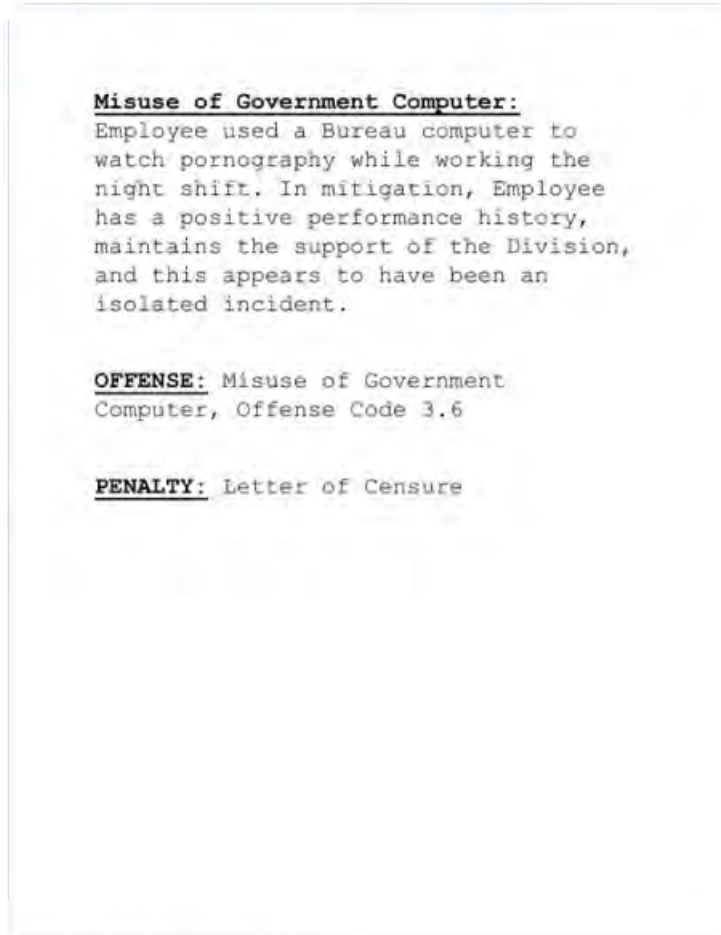 Misuse of Government Computer:
Employee used a Bureau computer to
watch pornography while working the
night shift. In mitigation, Employee
has a positive performance history,
maintains the support of the Division,
and this appears to have been an
isolated incident.
OFFENSE: Misuse of Government
Computer, Offense Code 3.6
PENALTY: Letter of Censure